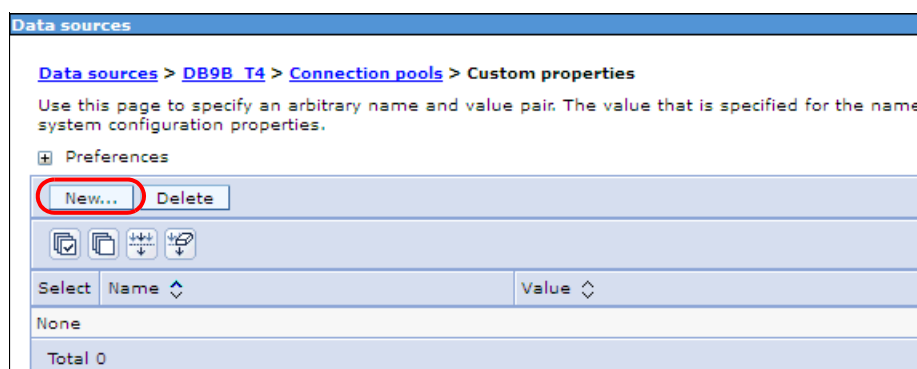 Data sources
Data sources > DB9B_T4 > Connection pools > Custom properties
Use this page to specify an arbitrary name and value pair. The value that is specified for the name
system configuration properties.
Preferences
New... Delete
Select Name Value
None
Total 0